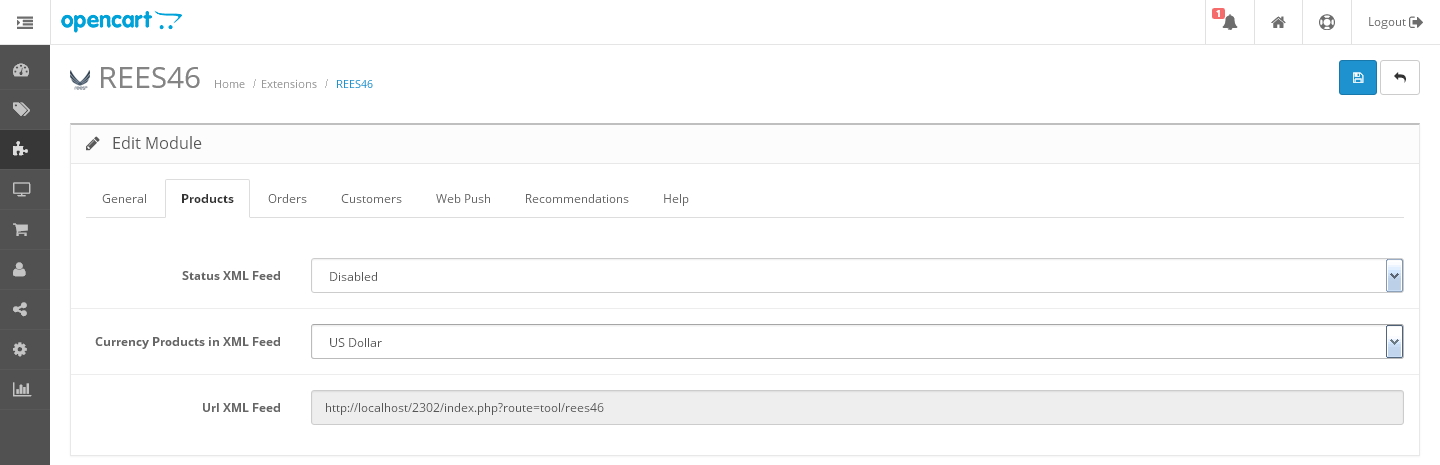 opencart
1
Logout
REES46 Home / Extensions / REES46
Edit Module
General Products Orders Customers Web Push Recommendations Help
Status XML Feed Disabled
Currency Products in XML Feed US Dollar
Url XML Feed http://localhost/2302/index.php?route=tool/rees46